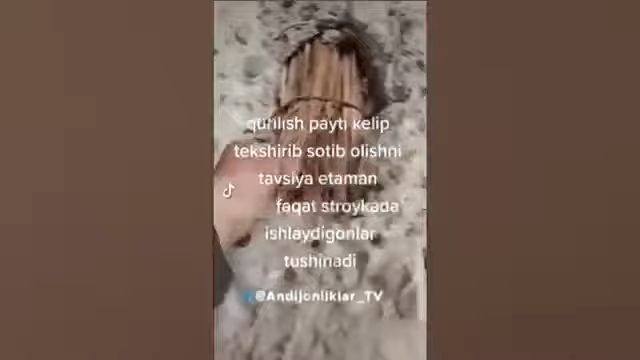 qurilish payti kelip
tekshirib sotib olishni
tavsiya etaman
faqat stroykada
ishlaydigonlar
tushinadi
@Andijonliklar_TV